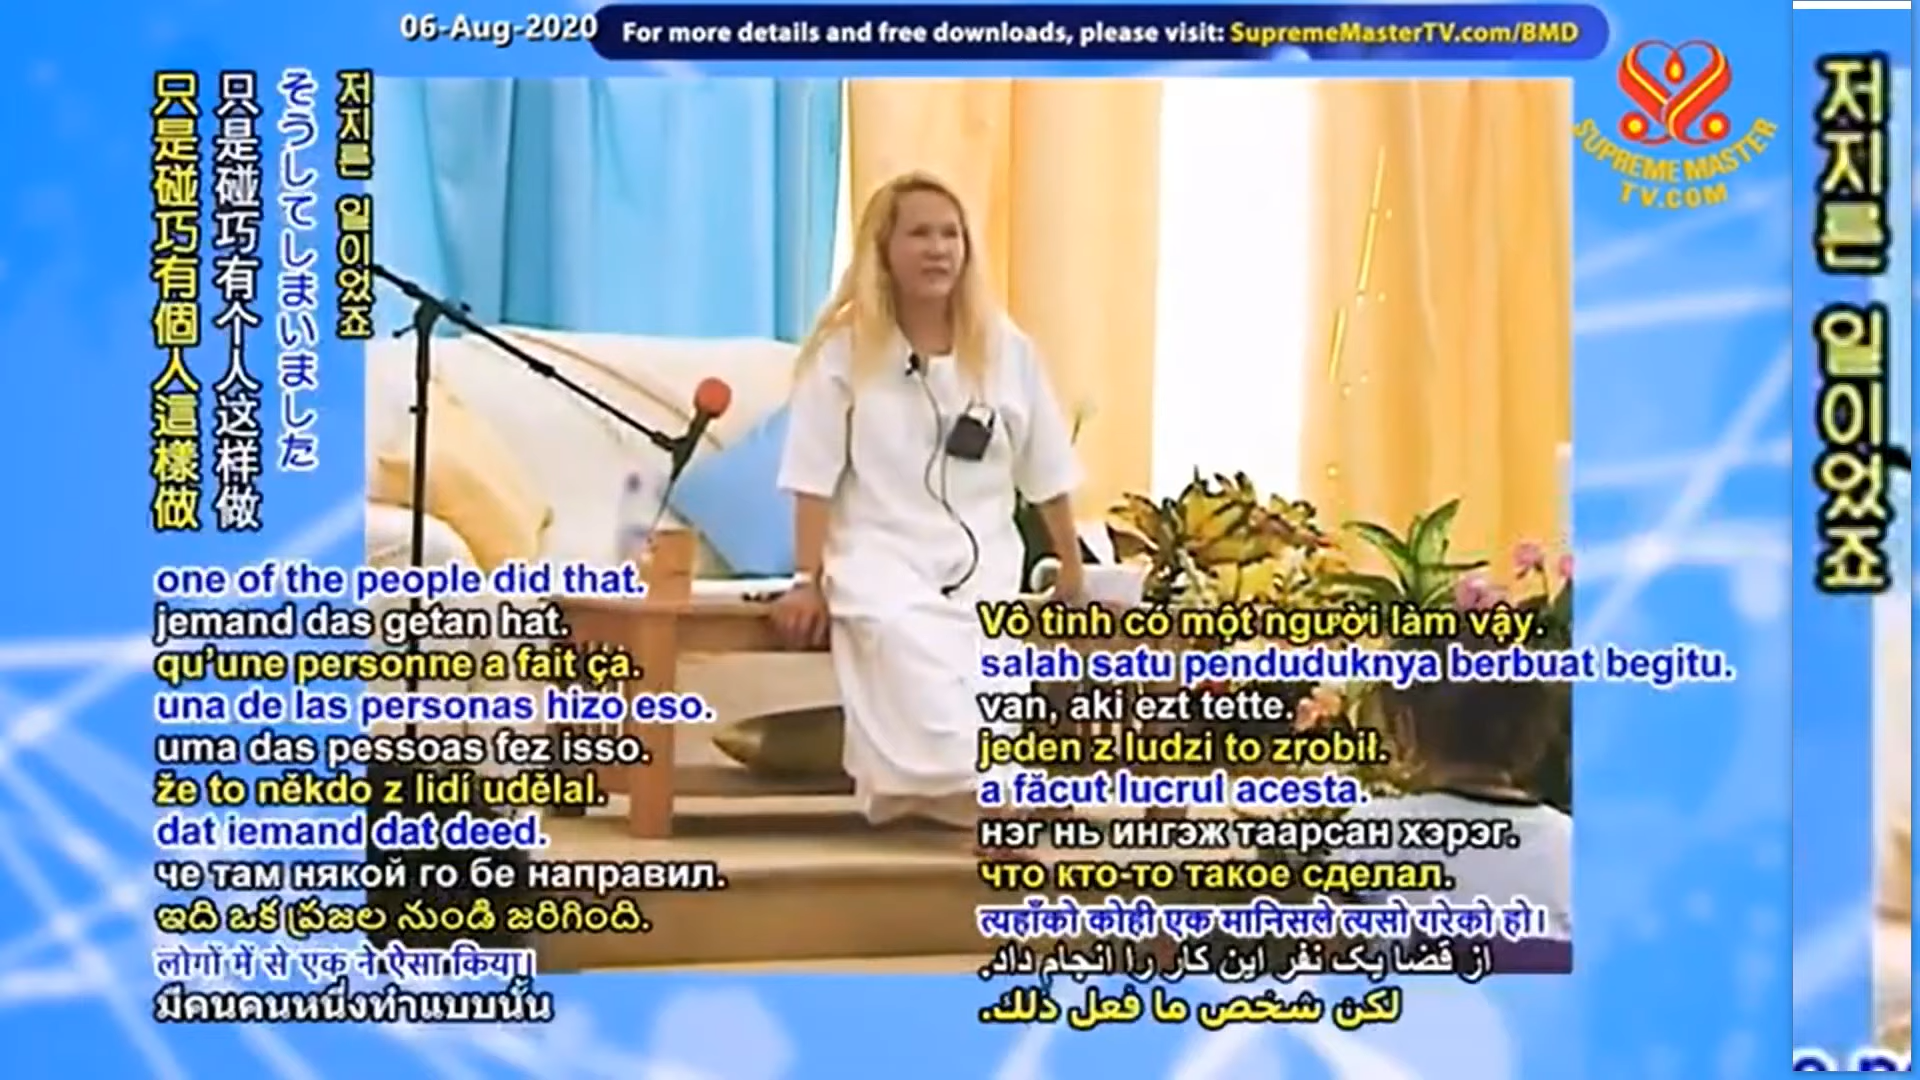 06-Aug-2020
For more details and free downloads, please visit: SupremeMasterTV.com/BMD
SUPREME MASTER
TV.COM
저지른 일이었죠
そうしてしまいました
只是碰巧有个人这样做
只是碰巧有個人這樣做
one of the people did that.
jemand das getan hat.
qu’une personne a fait ça.
una de las personas hizo eso.
uma das pessoas fez isso.
že to někdo z lidí udělal.
dat iemand dat deed.
че там някой го бе направил.
ఇది ఒక ప్రజల నుండి జరిగింది.
लोगों में से एक ने ऐसा किया।
มีคนคนหนึ่งทำแบบนั้น
Vô tình có một người làm vậy.
salah satu penduduknya berbuat begitu.
van, aki ezt tette.
jeden z ludzi to zrobił.
a făcut lucrul acesta.
нэг нь ингэж таарсан хэрэг.
что кто-то такое сделал.
त्यहाँको कोही एक मानिसले त्यसो गरेको हो।
از قضا یک نفر این کار را انجام داد.
لكن شخص ما فعل ذلك.
저지른 일이었죠